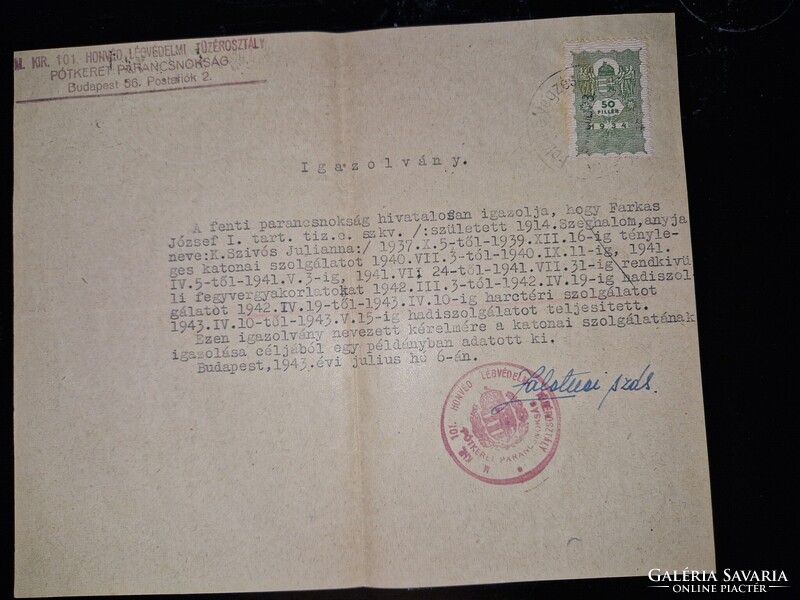 M. KIR. 101. HONVÉD LÉGVÉDELMI TÜZÉROSZTÁLY
PÓTKERET PARANCSNOKSÁG
Budapest 56. Postafiók 2.
50
FILLÉR
1934
Igazolvány.
A fenti parancsnokság hivatalosan igazolja, hogy Farkas
József I. tart. tiz.c. szkv. /:született 1914.Szeghalom,anyja
neve:K.Szivós Julianna:/ 1937.X.5-től-1939.XII.16-ig tényle-
ges katonai szolgálatot 1940.VII.3-tól-1940.IX.11-ig, 1941.
IV.5-től-1941.V.3-ig, 1941.VII 24-től-1941.VII.31-ig rendkivü
li fegyvergyakorlatokat 1942.III.3-tól-1942.IV.19-ig hadiszol
gálatot 1942.IV.19-től-1943.IV.10-ig harctéri szolgálatot
1943.IV.10-től-1943.V.15-ig hadiszolgálatot teljesitett.
Ezen igazolvány nevezett kérelmére a katonai szolgálatának
igazolása céljából egy példányban adatott ki.
Budapest,1943.évi julius hó 6-án.
szds.
101. HONVÉD LÉGVÉDELMI TÜZÉROSZTÁLY
PÓTKERET PARANCSNOKSÁG
GALÉRIA SAVARIA
ONLINE PIACTÉR